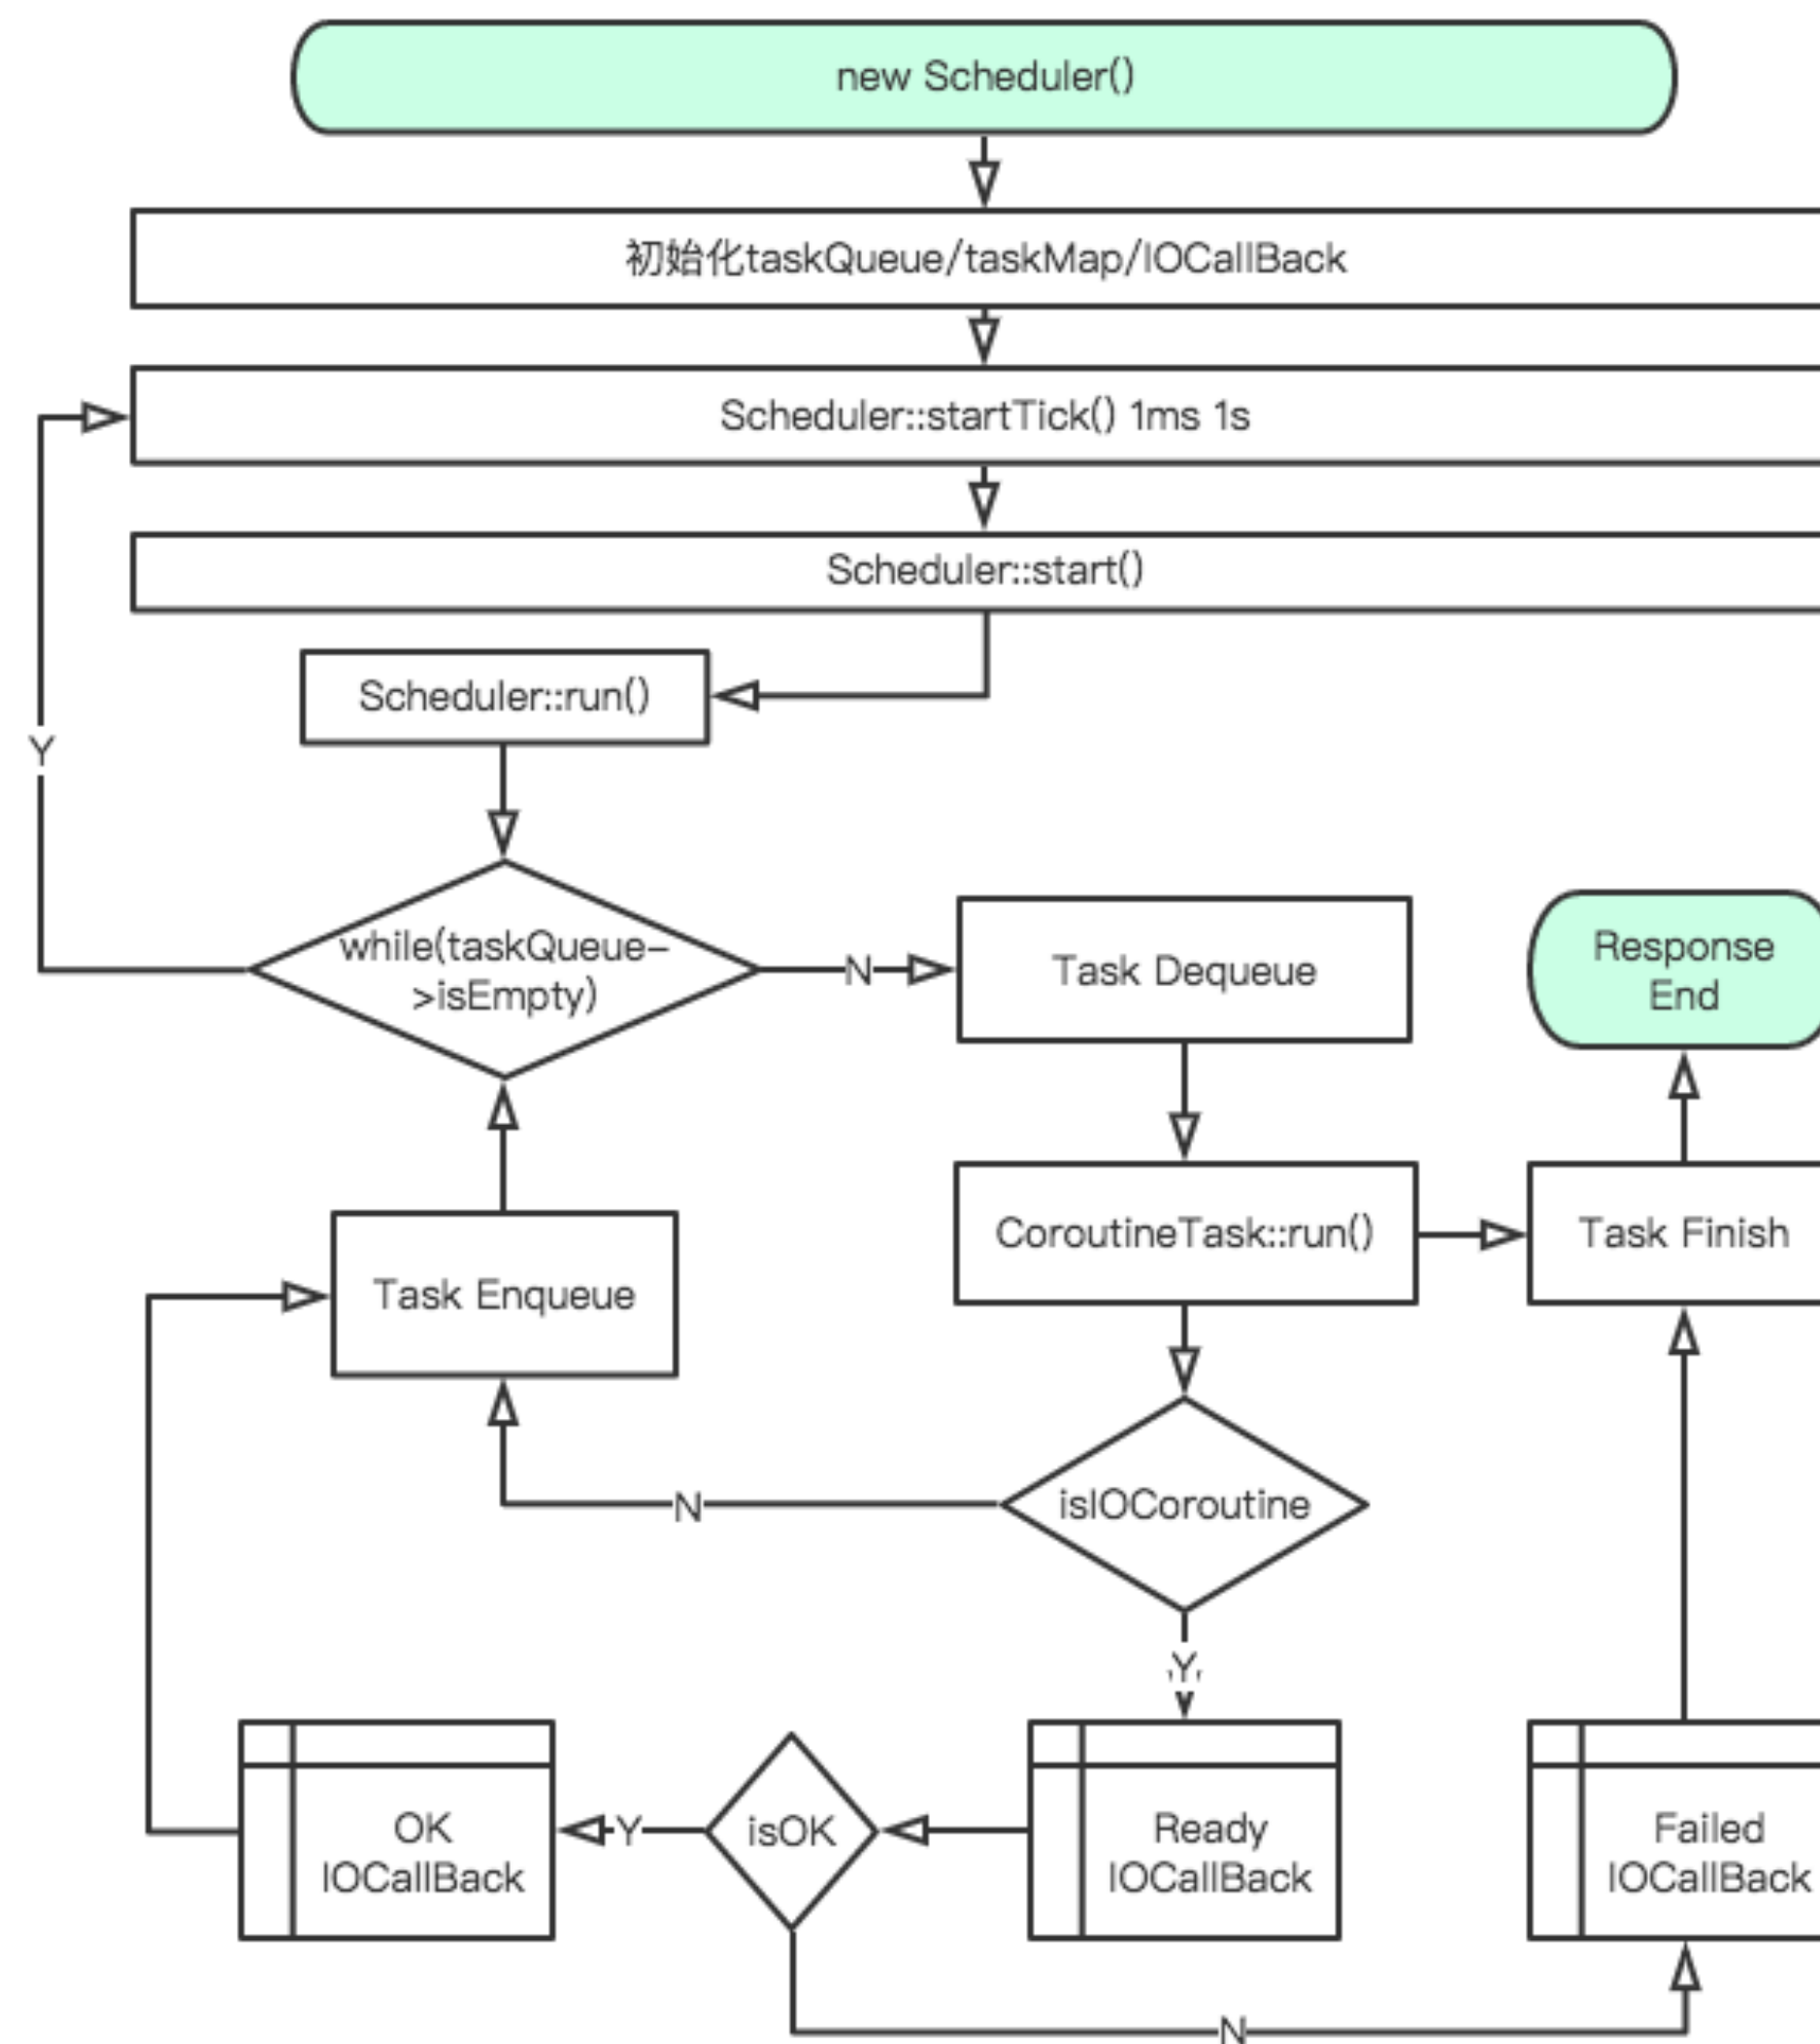 new Scheduler()
初始化taskQueue/taskMap/IOCallBack
Scheduler::startTick() 1ms 1s
Scheduler::start()
Scheduler::run()
Y
while(taskQueue-
>isEmpty)
N
Task Dequeue
Response
End
CoroutineTask::run()
Task Finish
Task Enqueue
isIOCoroutine
N
Y
OK
IOCallBack
Y
isOK
Ready
IOCallBack
Failed
IOCallBack
N